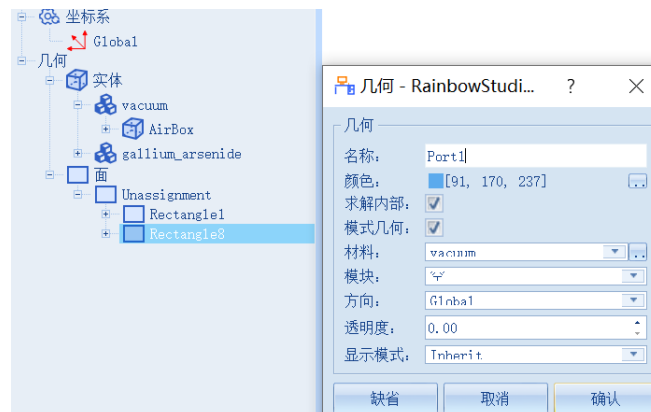 坐标系
Global
几何
实体
vacuum
AirBox
gallium_arsenide
面
Unassignment
Rectangle1
Rectangle8
几何 - RainbowStudi... ?
几何
名称: Port1
颜色: [91, 170, 237] ..
求解内部:
模式几何:
材料: vacuum ..
模块:
方向: Global
透明度: 0.00
显示模式: Inherit
缺省 取消 确认